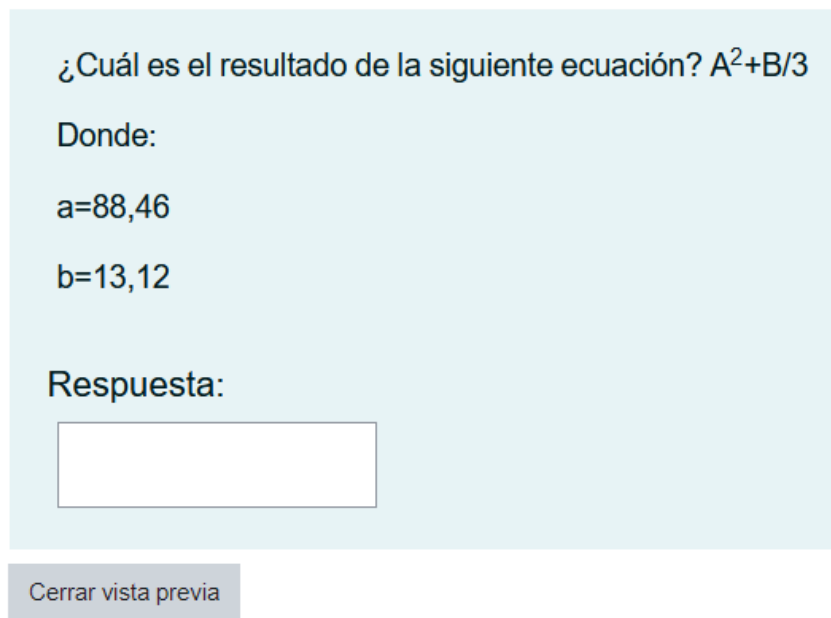 ¿Cuál es el resultado de la siguiente ecuación? A²+B/3
Donde:
a=88,46
b=13,12
Respuesta:
Cerrar vista previa